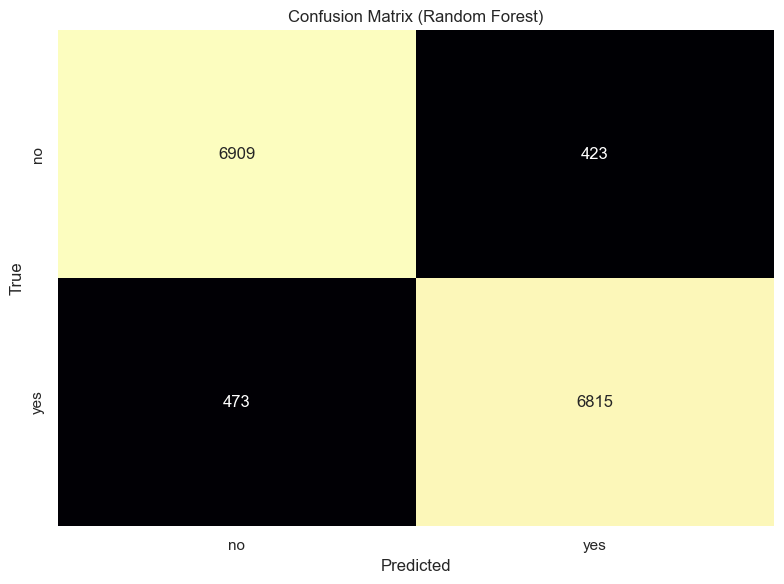 Confusion Matrix (Random Forest)
no
6909
423
True
yes
473
6815
no
yes
Predicted